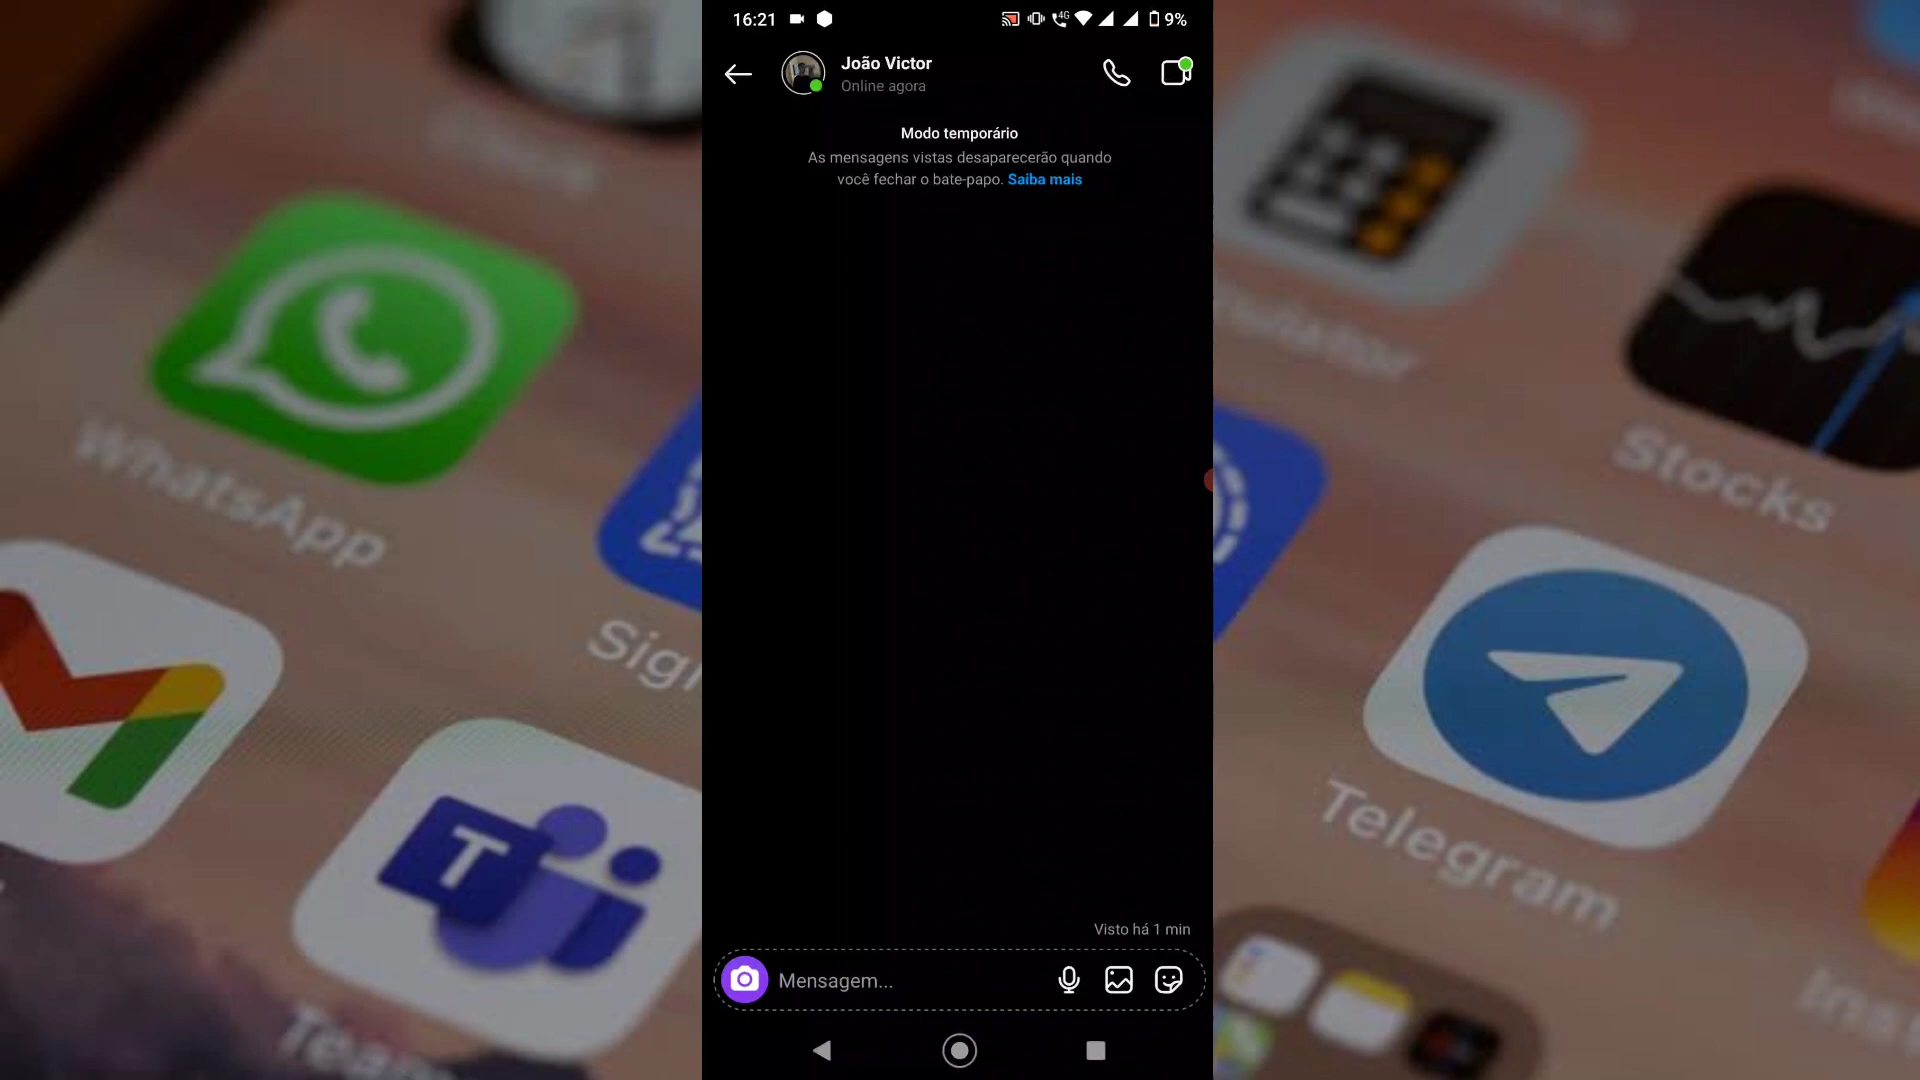 16:21
4G
9%
João Victor
Online agora
Modo temporário
As mensagens vistas desaparecerão quando
você fechar o bate-papo. Saiba mais
WhatsApp
Stocks
T
Telegram
Visto há 1 min
Mensagem...